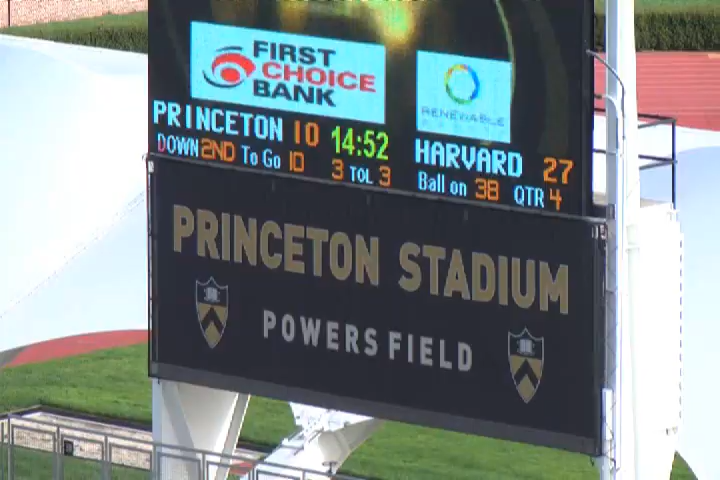 FIRST
CHOICE
BANK
RENEWABLE
PRINCETON 10 14:52 HARVARD 27
DOWN 2ND To Go 10 3 TOL 3 Ball on 38 QTR 4
PRINCETON STADIUM
POWERS FIELD